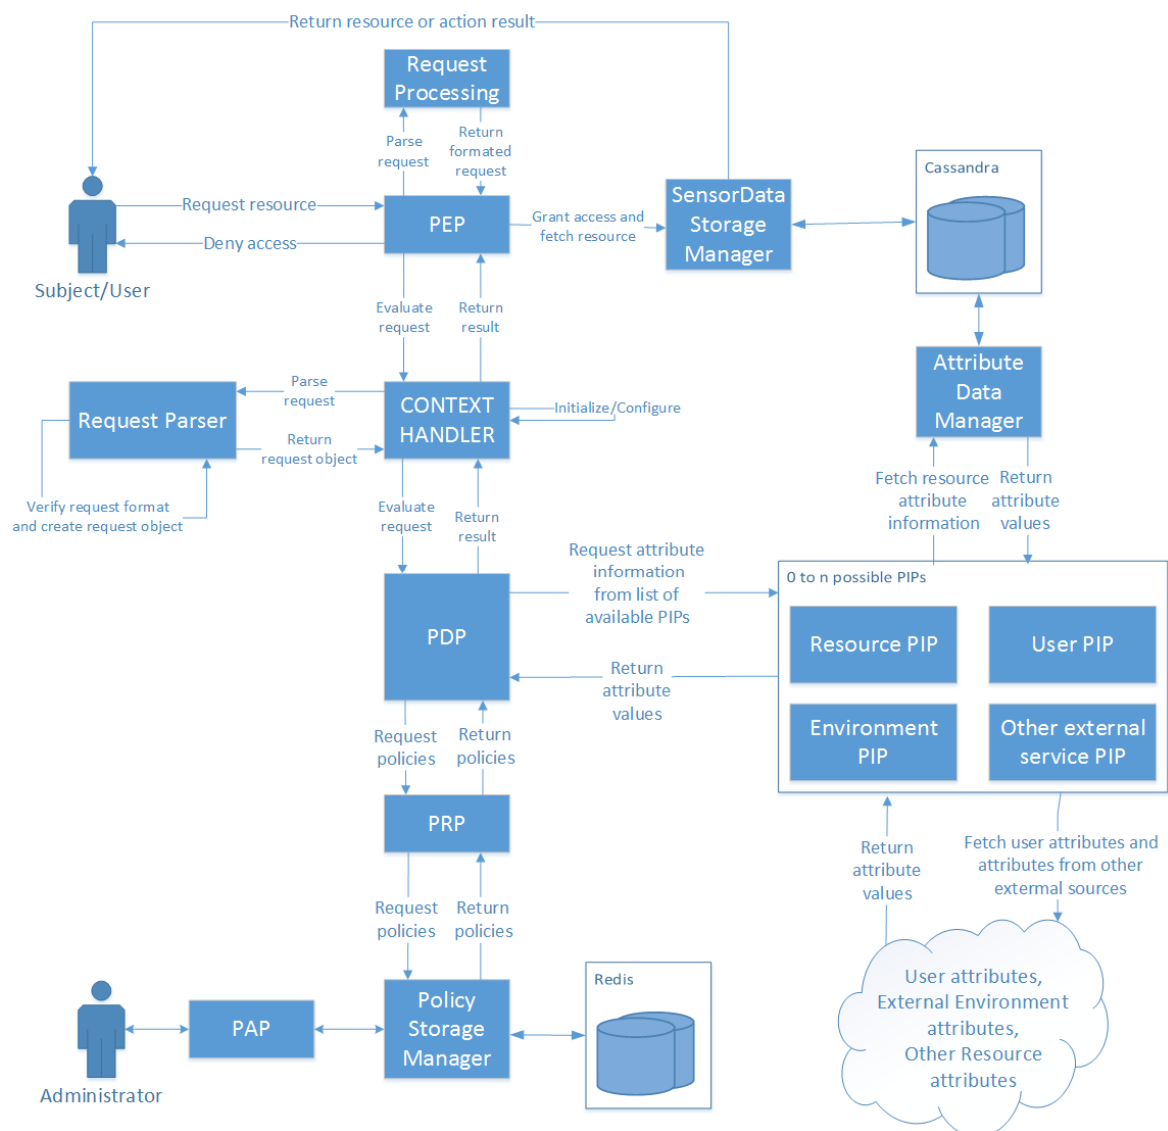 Return resource or action result
Request
Processing
Parse
request
Return
formated
request
Cassandra
SensorData
Storage
Manager
Request resource
PEP
Grant access and
fetch resource
Deny access
Subject/User
Evaluate
request
Return
result
Attribute
Data
Manager
Parse
request
Request Parser
CONTEXT
HANDLER
Initialize/Configure
Return
request object
Fetch resource
attribute
information
Return
attribute
values
Verify request format
and create request object
Evaluate
request
Return
result
Request attribute
information
from list of
available PIPs
0 to n possible PIPs
PDP
Resource PIP
User PIP
Return
attribute
values
Environment
PIP
Other external
service PIP
Request
policies
Return
policies
PRP
Return
attribute
values
Fetch user attributes and
attributes from other
extermal sources
Request
policies
Return
policies
Redis
Policy
Storage
Manager
PAP
Administrator
User attributes,
External Environment
attributes,
Other Resource
attributes